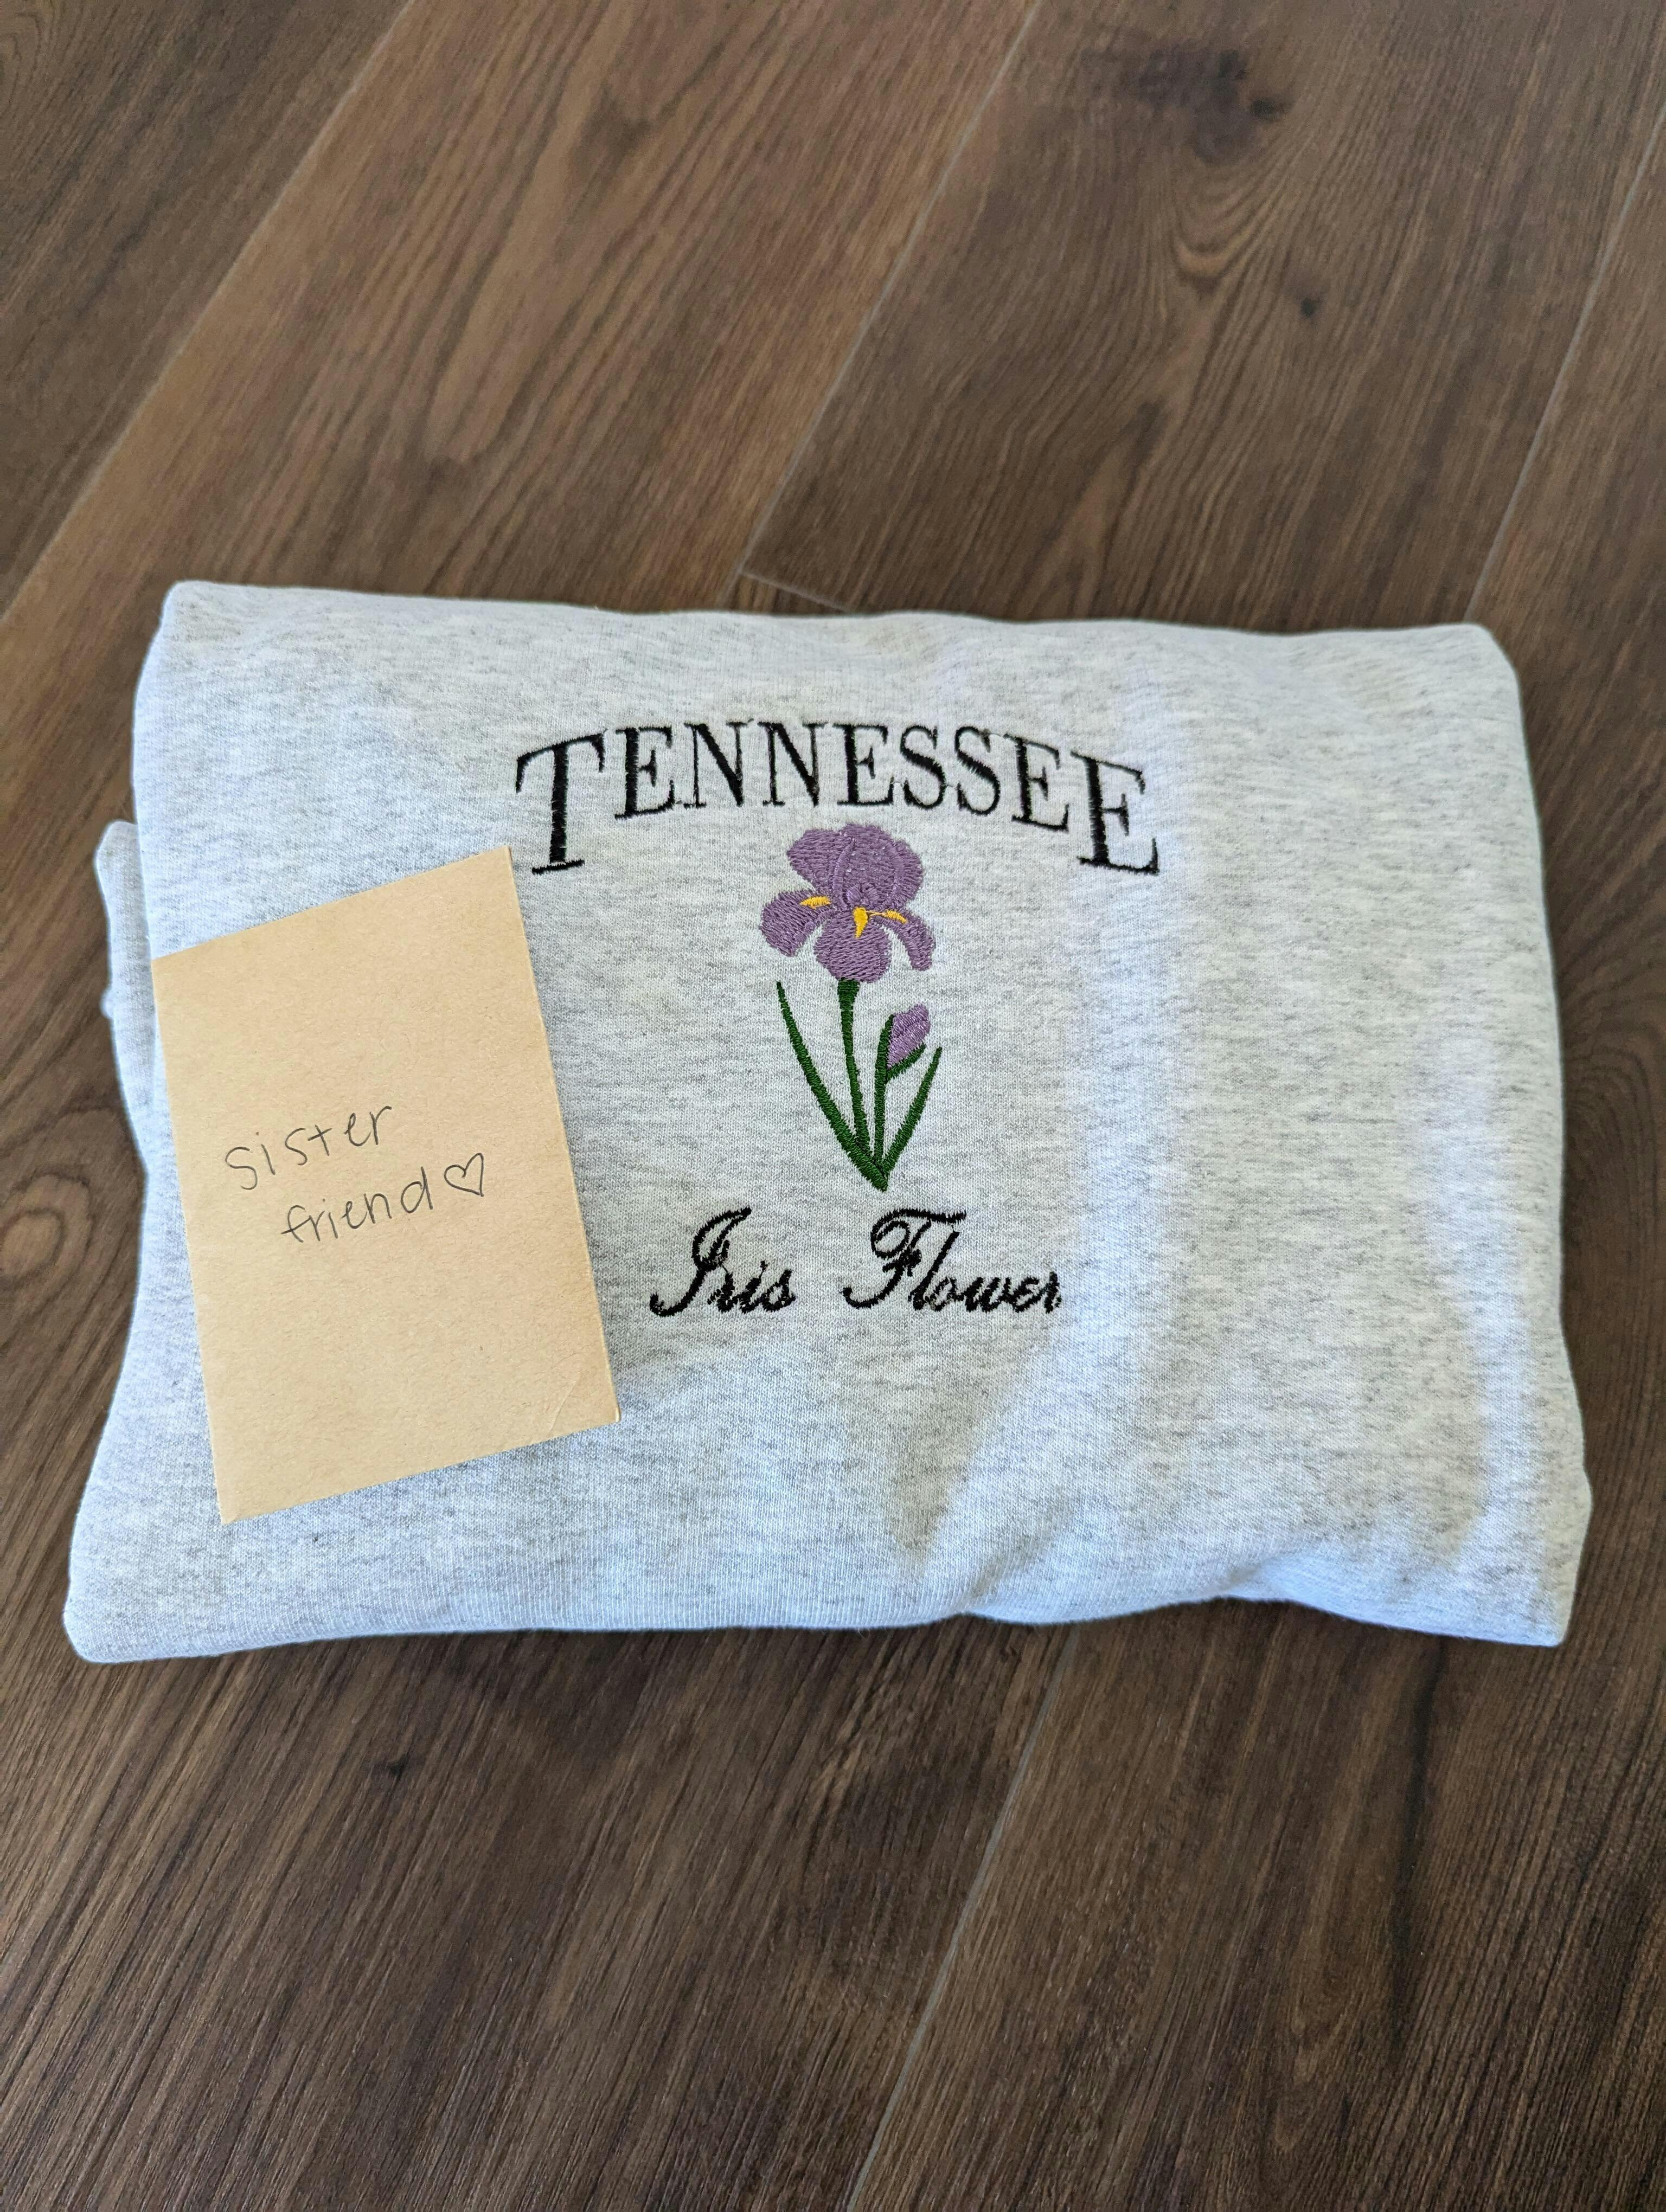 TENNESSEE
sister
friend♡
Iris Flower